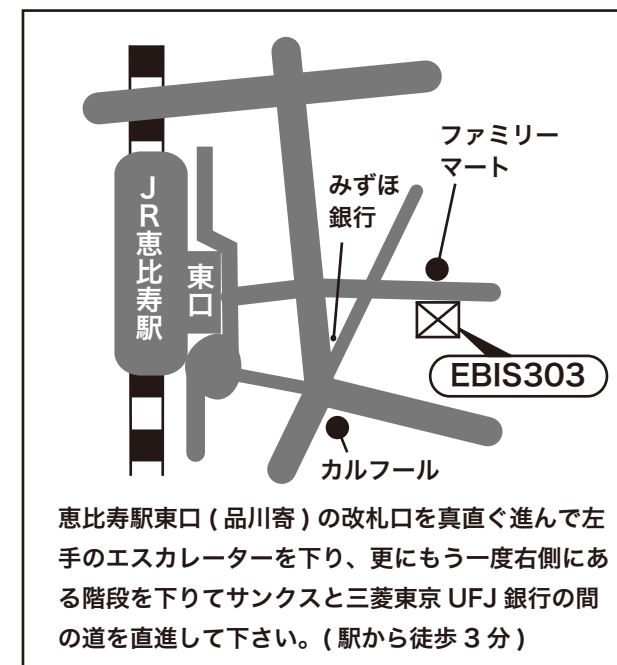 ファミリー
マート
みずほ
銀行
JR恵比寿駅
東口
EBIS303
カルフール
恵比寿駅東口 ( 品川寄 ) の改札口を真直ぐ進んで左
手のエスカレーターを下り、更にもう一度右側にあ
る階段を下りてサンクスと三菱東京 UFJ 銀行の間
の道を直進して下さい。( 駅から徒歩 3 分 )